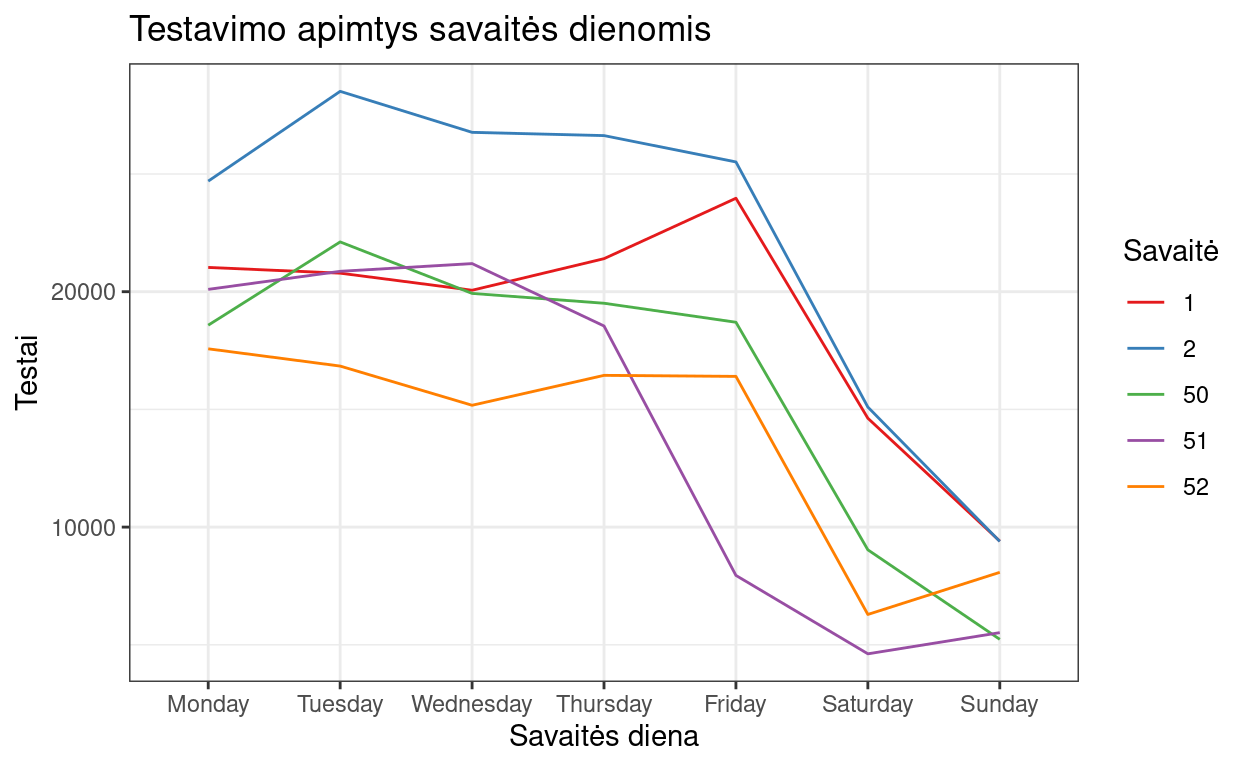 Testavimo apimtys savaitės dienomis
Testai
20000
10000
Monday Tuesday Wednesday Thursday Friday Saturday Sunday
Savaitės diena
Savaitė
1
2
50
51
52